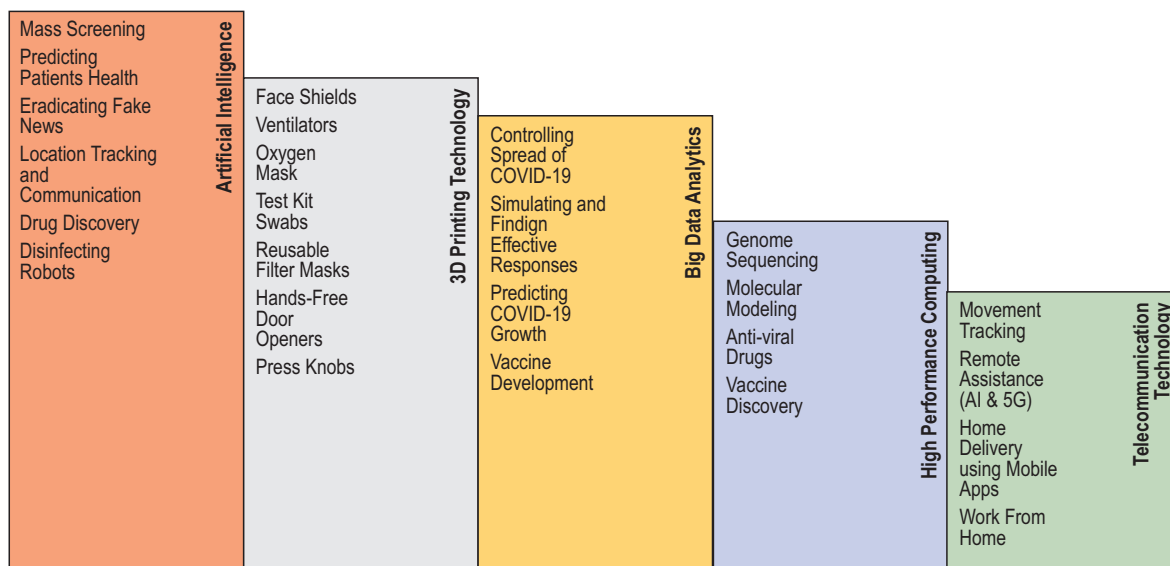 Mass Screening
Predicting
Patients Health
Eradicating Fake
News
Location Tracking
and
Communication
Drug Discovery
Disinfecting
Robots
Artificial Intelligence
Face Shields
Ventilators
Oxygen
Mask
Test Kit
Swabs
Reusable
Filter Masks
Hands-Free
Door
Openers
Press Knobs
3D Printing Technology
Controlling
Spread of
COVID-19
Simulating and
Findign
Effective
Responses
Predicting
COVID-19
Growth
Vaccine
Development
Big Data Analytics
Genome
Sequencing
Molecular
Modeling
Anti-viral
Drugs
Vaccine
Discovery
High Performance Computing
Movement
Tracking
Remote
Assistance
(AI & 5G)
Home
Delivery
using Mobile
Apps
Work From
Home
Telecommunication
Technology